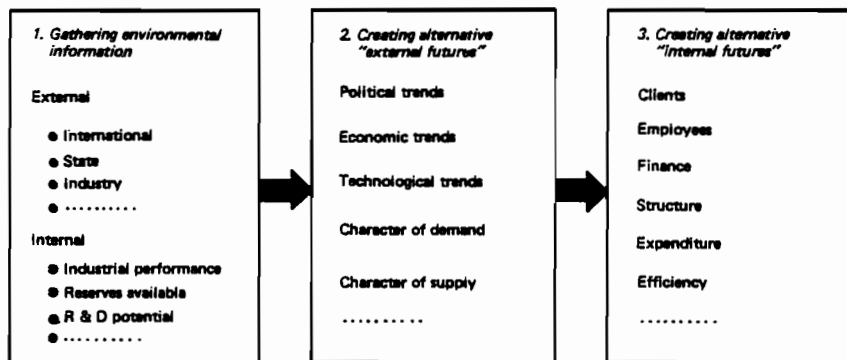 1. Gathering environmental
information
External
● International
● State
● Industry
● ..........
Internal
● Industrial performance
● Reserves available
● R & D potential
● ..........
2. Creating alternative
"external futures"
Political trends
Economic trends
Technological trends
Character of demand
Character of supply
..........
3. Creating alternative
"internal futures"
Clients
Employees
Finance
Structure
Expenditure
Efficiency
..........